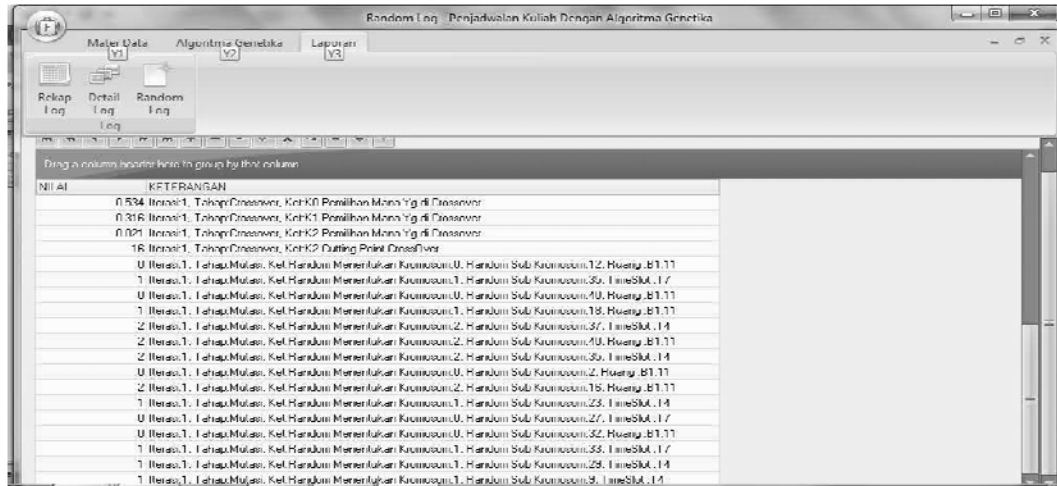 Random Log - Penjadwalan Kuliah Dengan Algoritma Genetika
Mater Data Algoritma Genetika Laporan
Y1 Y2 Y3
Rekap Log
Detail Log
Random Log
Log
Drag a column header here to group by that column
NILAI KETERANGAN
0.534 Iterasi:1, Tahap:Crossover, Ket:K0 Pemilihan Mana Yg di Crossover
0.316 Iterasi:1, Tahap:Crossover, Ket:K1 Pemilihan Mana Yg di Crossover
0.021 Iterasi:1, Tahap:Crossover, Ket:K2 Pemilihan Mana Yg di Crossover
16 Iterasi:1, Tahap:Crossover, Ket:K2 Cutting Point CrossOver
0 Iterasi:1, Tahap:Mutasi, Ket:Random Menentukan Kromosom:0, Random Sub Kromosom:12, Ruang :B1.11
1 Iterasi:1, Tahap:Mutasi, Ket:Random Menentukan Kromosom:1, Random Sub Kromosom:35, TimeSlot :T7
0 Iterasi:1, Tahap:Mutasi, Ket:Random Menentukan Kromosom:0, Random Sub Kromosom:40, Ruang :B1.11
1 Iterasi:1, Tahap:Mutasi, Ket:Random Menentukan Kromosom:1, Random Sub Kromosom:18, Ruang :B1.11
2 Iterasi:1, Tahap:Mutasi, Ket:Random Menentukan Kromosom:2, Random Sub Kromosom:37, TimeSlot :T4
2 Iterasi:1, Tahap:Mutasi, Ket:Random Menentukan Kromosom:2, Random Sub Kromosom:40, Ruang :B1.11
2 Iterasi:1, Tahap:Mutasi, Ket:Random Menentukan Kromosom:2, Random Sub Kromosom:35, TimeSlot :T4
0 Iterasi:1, Tahap:Mutasi, Ket:Random Menentukan Kromosom:0, Random Sub Kromosom:2, Ruang :B1.11
2 Iterasi:1, Tahap:Mutasi, Ket:Random Menentukan Kromosom:2, Random Sub Kromosom:16, Ruang :B1.11
1 Iterasi:1, Tahap:Mutasi, Ket:Random Menentukan Kromosom:1, Random Sub Kromosom:23, TimeSlot :T4
0 Iterasi:1, Tahap:Mutasi, Ket:Random Menentukan Kromosom:0, Random Sub Kromosom:27, TimeSlot :T7
0 Iterasi:1, Tahap:Mutasi, Ket:Random Menentukan Kromosom:0, Random Sub Kromosom:32, Ruang :B1.11
1 Iterasi:1, Tahap:Mutasi, Ket:Random Menentukan Kromosom:1, Random Sub Kromosom:33, TimeSlot :T7
1 Iterasi:1, Tahap:Mutasi, Ket:Random Menentukan Kromosom:1, Random Sub Kromosom:29, TimeSlot :T4
1 Iterasi:1, Tahap:Mutasi, Ket:Random Menentukan Kromosom:1, Random Sub Kromosom:9, TimeSlot :T4